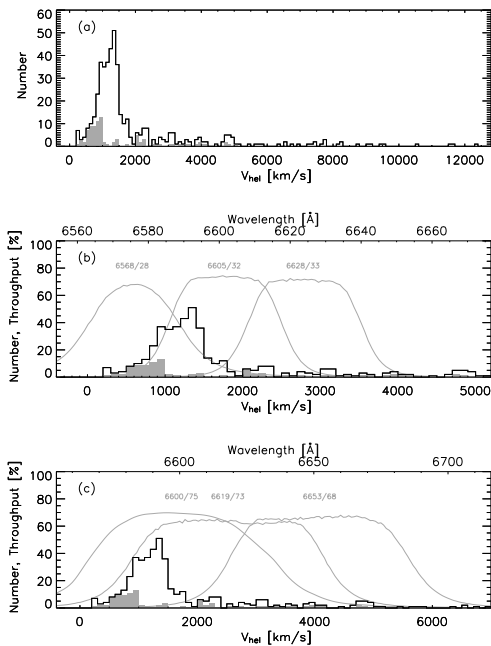 60
50
40
30
20
10
0
Number
(a)
0 2000 4000 6000 8000 10000 12000
Vhel [km/s]
Wavelength [Å]
6560 6580 6600 6620 6640 6660
100
80
60
40
20
0
Number, Throughput [%]
(b)
6568/28 6605/32 6628/33
0 1000 2000 3000 4000 5000
Vhel [km/s]
Wavelength [Å]
6600 6650 6700
100
80
60
40
20
0
Number, Throughput [%]
(c)
6600/75 6619/73 6653/68
0 2000 4000 6000
Vhel [km/s]